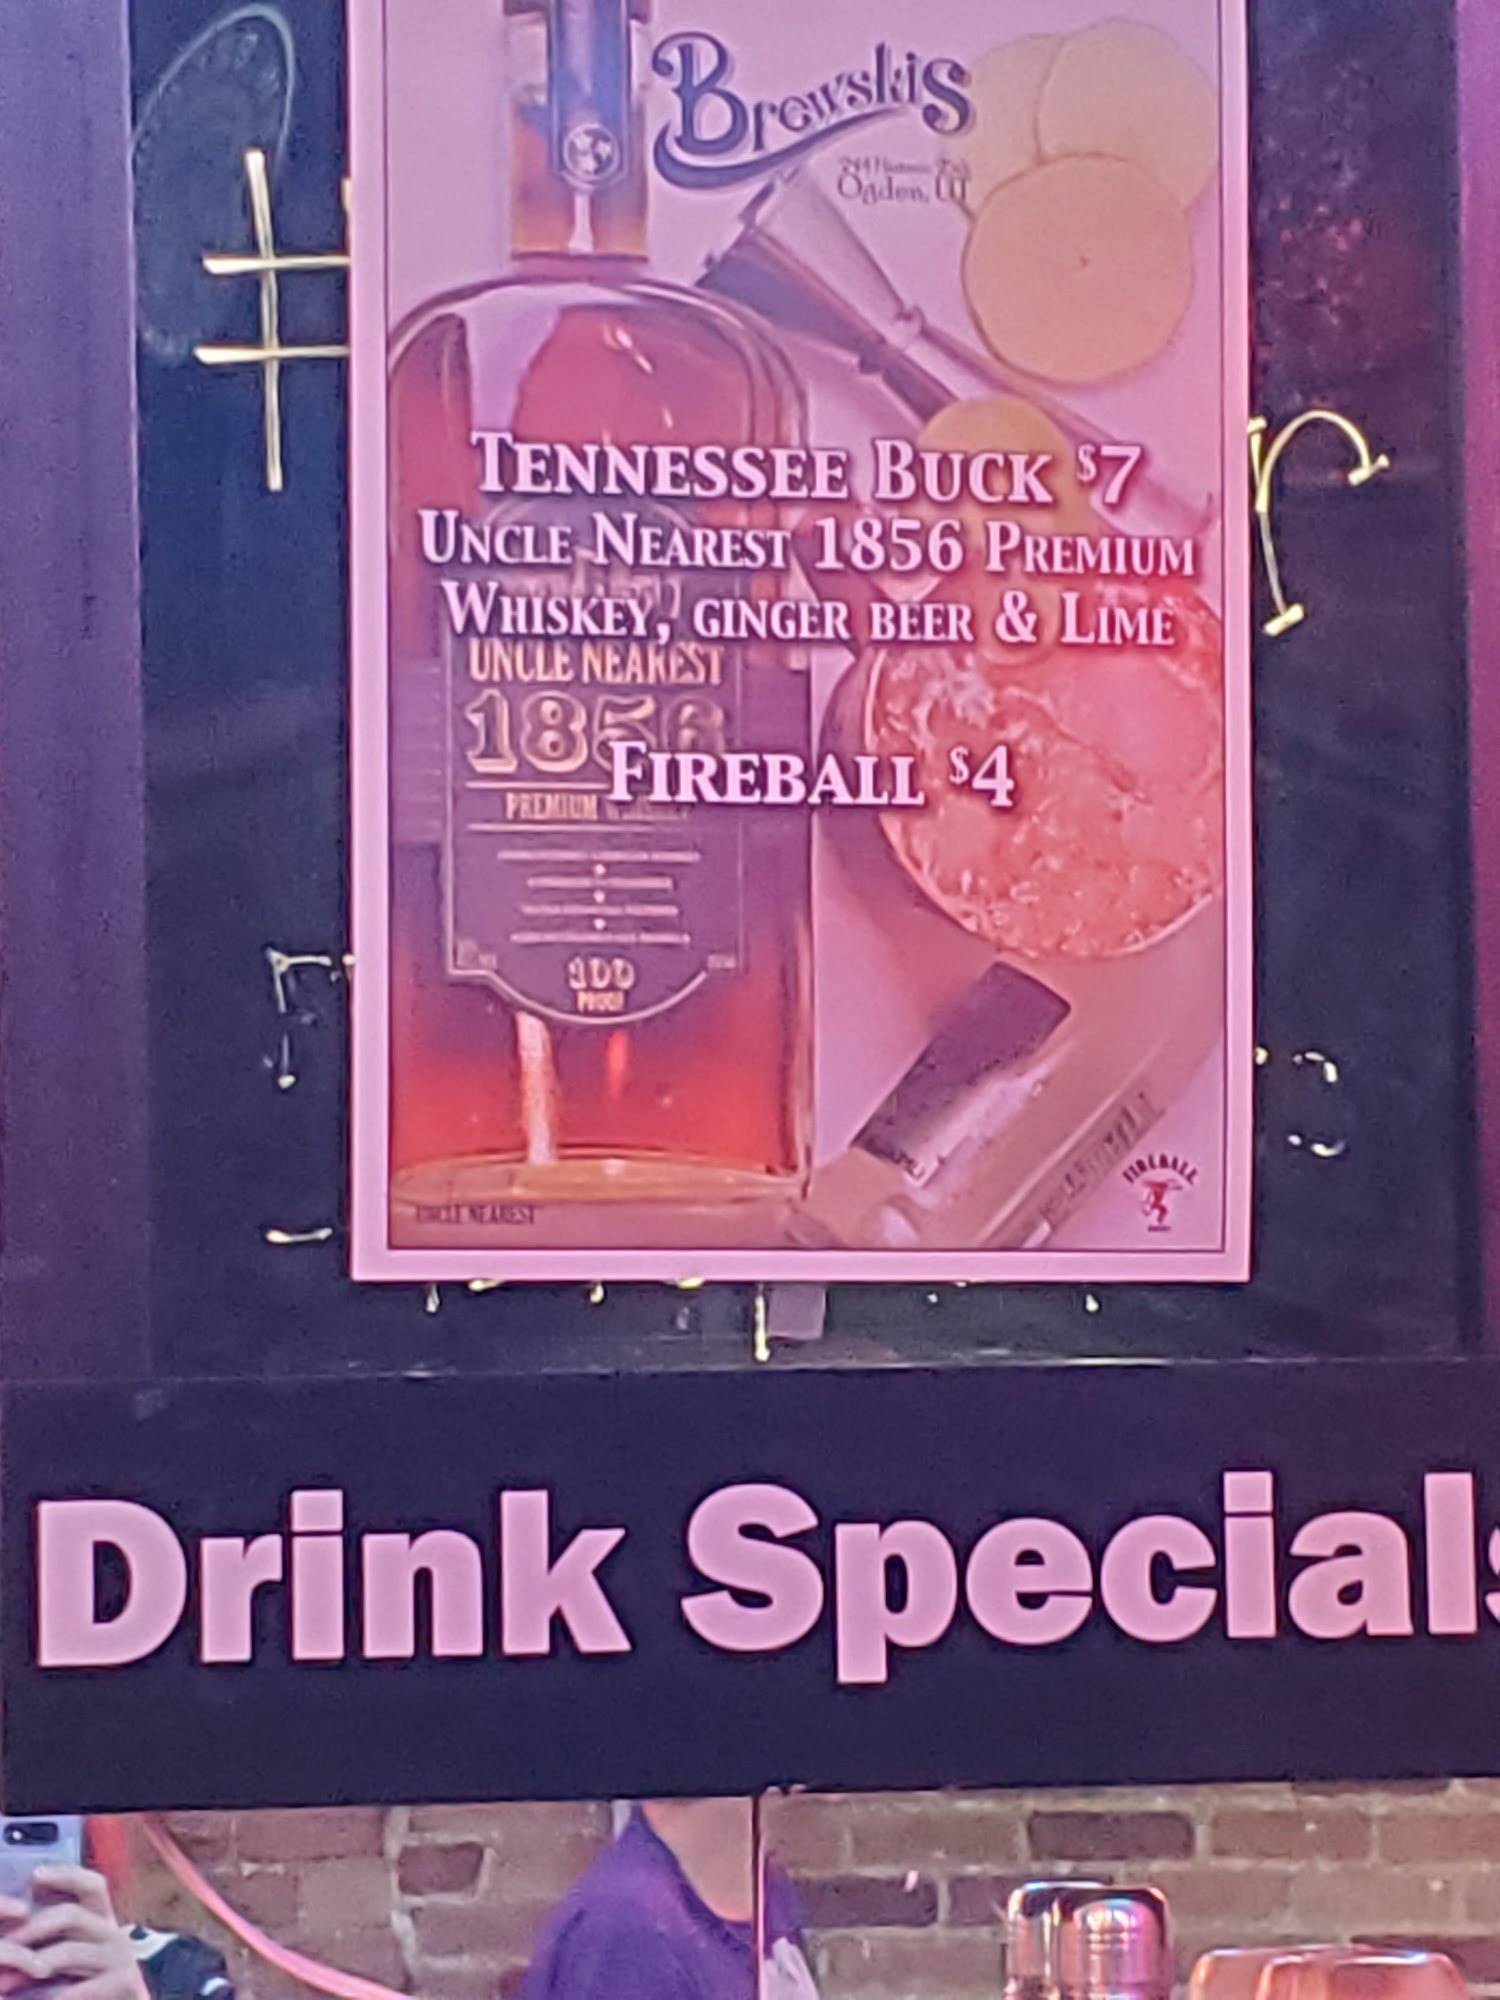 Brewskis
Ogden, UT
TENNESSEE BUCK $7
UNCLE NEAREST 1856 PREMIUM
WHISKEY, GINGER BEER & LIME
UNCLE NEAREST
1856
FIREBALL $4
PREMIUM
100
PROOF
FIREBALL
UNCLE NEAREST
Drink Specials